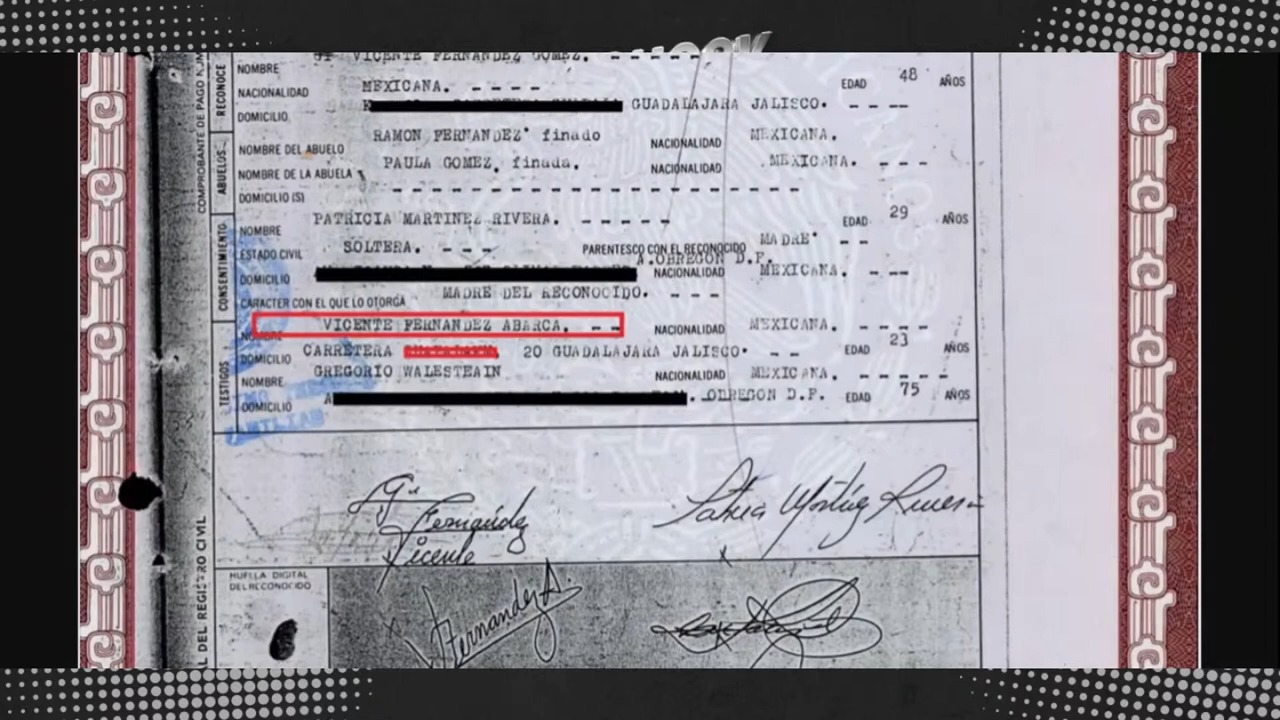 VICENTE FERNANDEZ GOMEZ. - - - - -
NOMBRE EDAD 48 AÑOS
NACIONALIDAD MEXICANA. - - - -
DOMICILIO GUADALAJARA JALISCO. - - - -
RECONOCE
COMPROBANTE DE PAGO
NOMBRE DEL ABUELO RAMON FERNANDEZ finado NACIONALIDAD MEXICANA.
NOMBRE DE LA ABUELA PAULA GOMEZ, finada. NACIONALIDAD MEXICANA. - - -
DOMICILIO (S) - - - - - - - - - - - - - - - - - - - - - -
ABUELOS
NOMBRE PATRICIA MARTINEZ RIVERA. - - - - - EDAD 29 AÑOS
ESTADO CIVIL SOLTERA. - - - PARENTESCO CON EL RECONOCIDO MADRE - -
A.OBREGON D.F.
DOMICILIO NACIONALIDAD MEXICANA. - - -
CARACTER CON EL QUE LO OTORGA MADRE DEL RECONOCIDO. - - -
CONSENTIMIENTO
NOMBRE VICENTE FERNANDEZ ABARCA. - - NACIONALIDAD MEXICANA. - - - -
DOMICILIO CARRETERA 20 GUADALAJARA JALISCO. - - EDAD 23 AÑOS
NOMBRE GREGORIO WALESTEAIN NACIONALIDAD MEXICANA. - - - - -
DOMICILIO A . OBREGON D.F. EDAD 75 AÑOS
TESTIGOS
Fernández
Vicente
Fernandez A.
HUELLA DIGITAL
DEL RECONOCIDO
DEL REGISTRO CIVIL